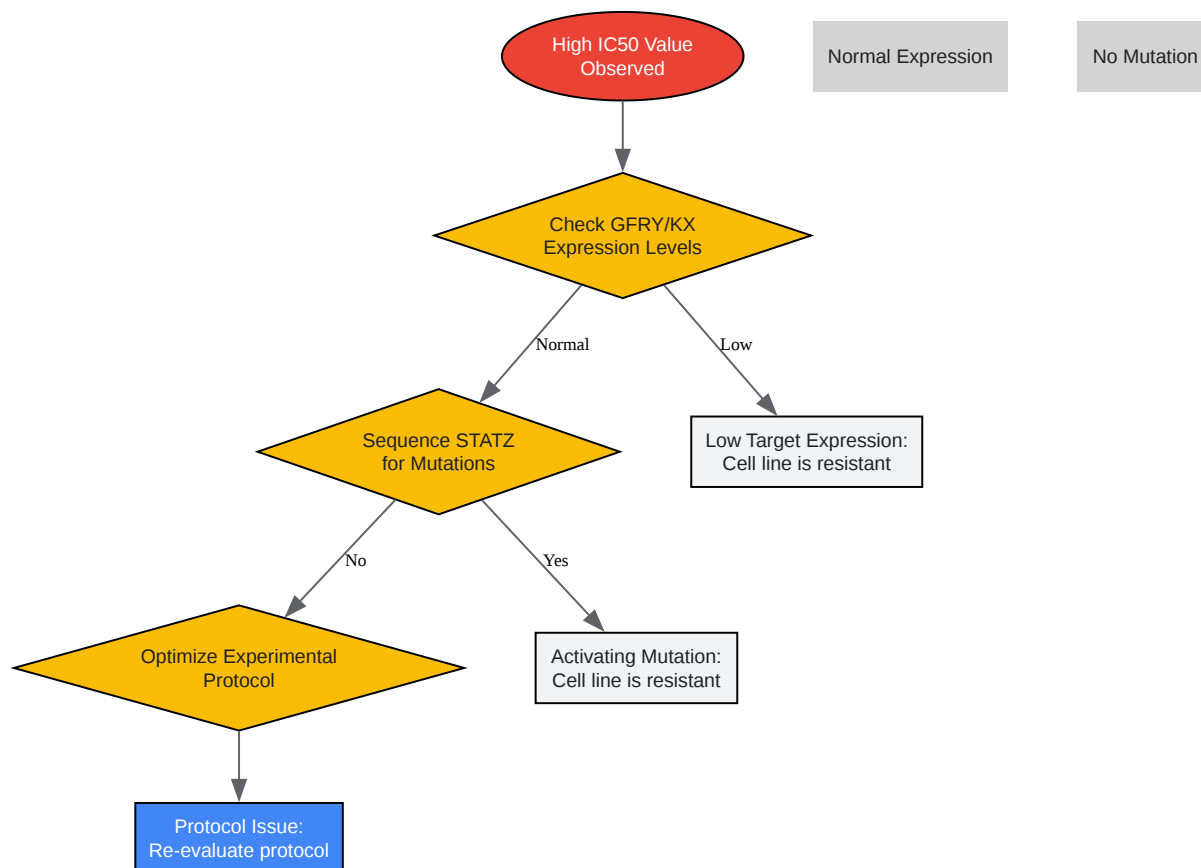 High IC50 Value
Observed
Normal Expression
No Mutation
Check GFRY/KX
Expression Levels
Normal
Low
Sequence STATZ
for Mutations
Low Target Expression:
Cell line is resistant
No
Yes
Optimize Experimental
Protocol
Activating Mutation:
Cell line is resistant
Protocol Issue:
Re-evaluate protocol